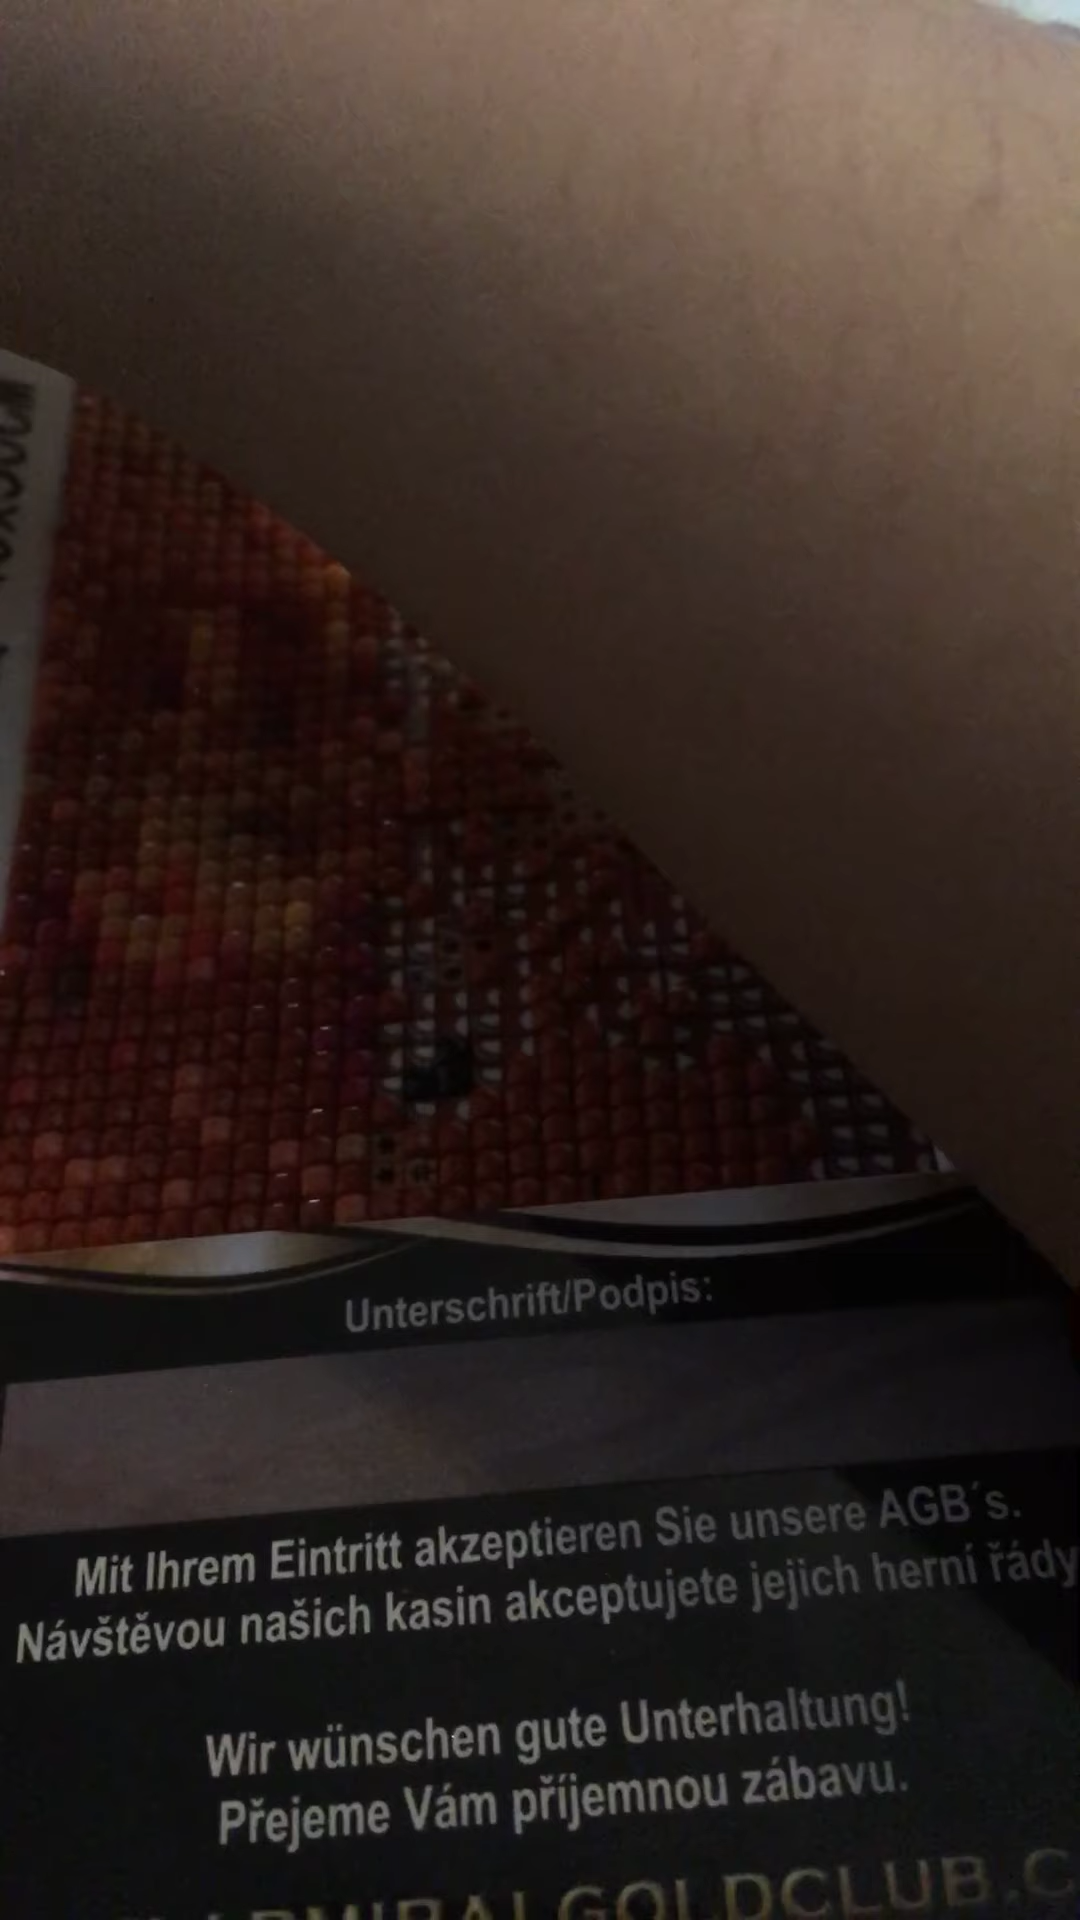 Unterschrift/Podpis:
Mit Ihrem Eintritt akzeptieren Sie unsere AGB´s.
Návštěvou našich kasin akceptujete jejich herní řády
Wir wünschen gute Unterhaltung!
Přejeme Vám příjemnou zábavu.